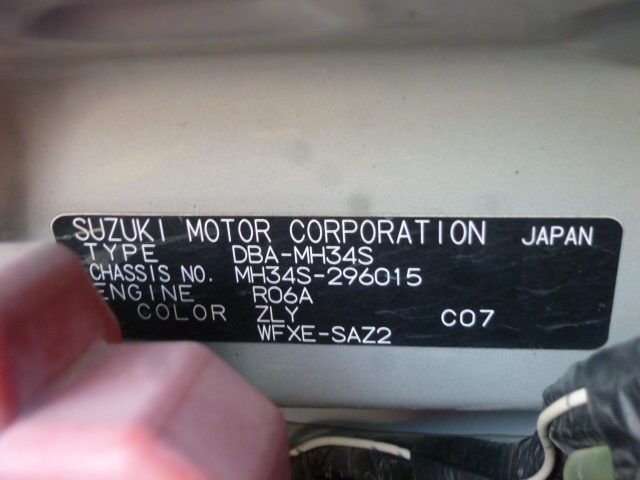 SUZUKI MOTOR CORPORATION JAPAN
TYPE DBA-MH34S
CHASSIS NO. MH34S-296015
ENGINE R06A
COLOR ZLY C07
WFXE-SAZ2